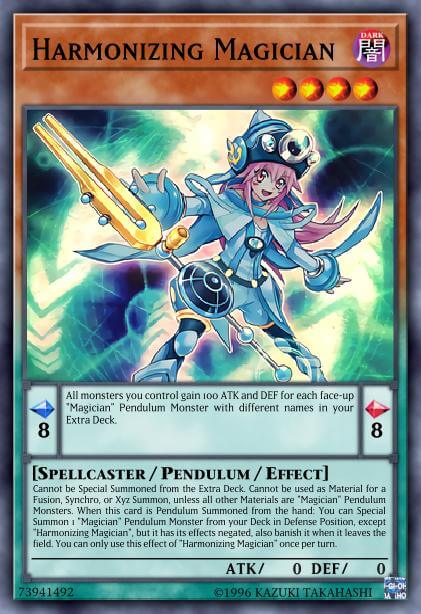 Harmonizing Magician
DARK
闇
All monsters you control gain 100 ATK and DEF for each face-up
"Magician" Pendulum Monster with different names in your
Extra Deck.
8
8
[Spellcaster / Pendulum / Effect]
Cannot be Special Summoned from the Extra Deck. Cannot be used as Material for a
Fusion, Synchro, or Xyz Summon, unless all other Materials are "Magician" Pendulum
Monsters. When this card is Pendulum Summoned from the hand: You can Special
Summon 1 "Magician" Pendulum Monster from your Deck in Defense Position, except
"Harmonizing Magician", but it has its effects negated, also banish it when it leaves the
field. You can only use this effect of "Harmonizing Magician" once per turn.
ATK/ 0 DEF/ 0
73941492
©1996 KAZUKI TAKAHASHI